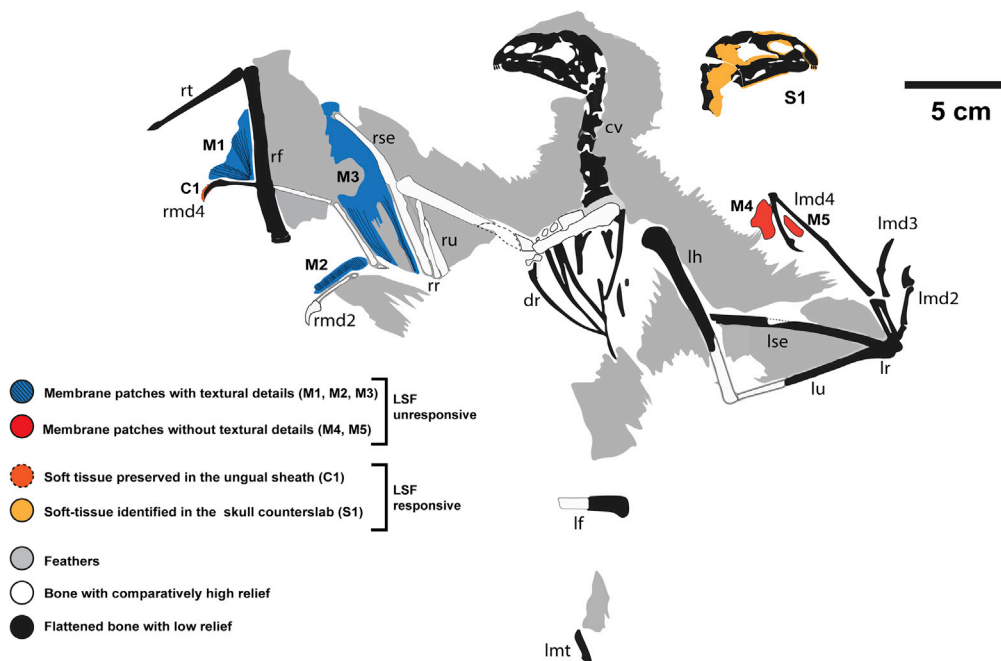 rt
M1
rf
C1
rmd4
rse
M3
M2
rmd2
ru
rr
cv
dr
S1
5 cm
M4
lmd4
M5
lmd3
lmd2
lh
lse
lr
lu
Membrane patches with textural details (M1, M2, M3)
Membrane patches without textural details (M4, M5)
LSF
unresponsive
Soft tissue preserved in the ungual sheath (C1)
Soft-tissue identified in the skull counterslab (S1)
LSF
responsive
Feathers
Bone with comparatively high relief
Flattened bone with low relief
lf
lmt